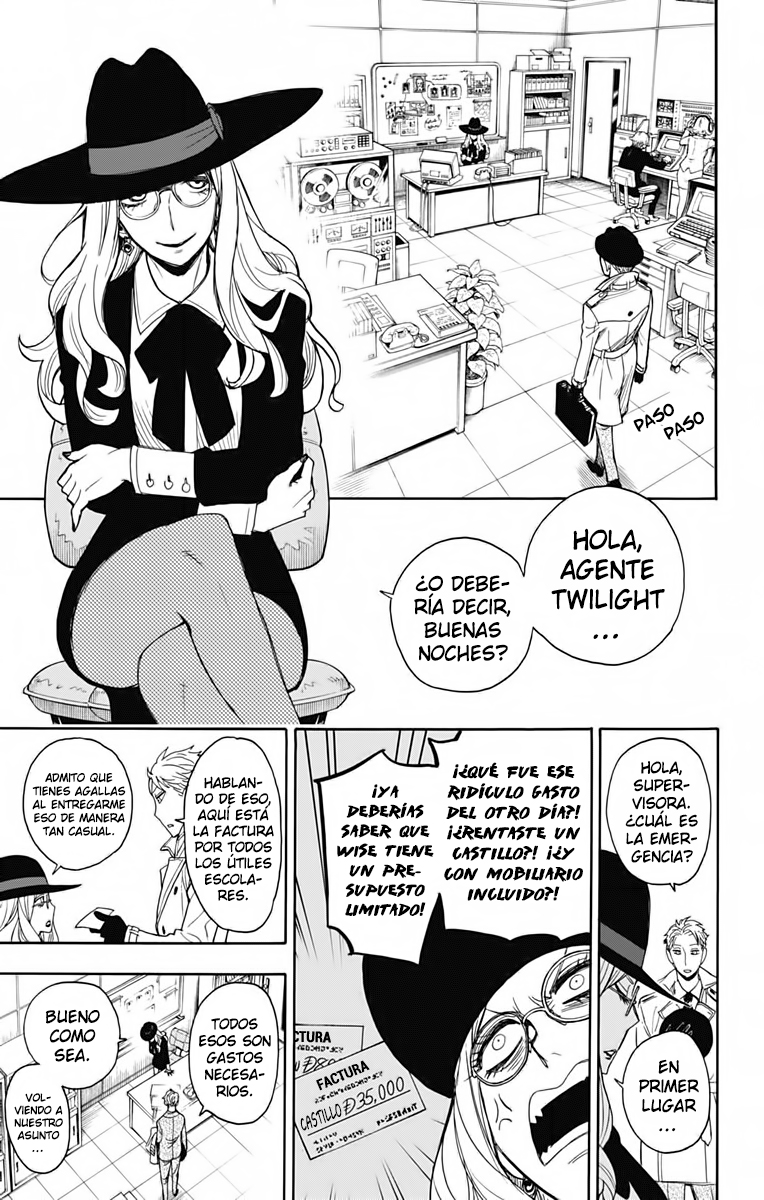 PASO
PASO
HOLA,
AGENTE
TWILIGHT
...
¿O DEBE-
RÍA DECIR,
BUENAS
NOCHES?
HOLA,
SUPER-
VISORA.
¿CUÁL ES
LA EMER-
GENCIA?
EN
PRIMER
LUGAR
...
¡¿QUÉ FUE ESE
RIDÍCULO GASTO
DEL OTRO DÍA?!
¡¿RENTASTE UN
CASTILLO?! ¡¿Y
CON MOBILIARIO
INCLUIDO?!
¡YA
DEBERÍAS
SABER QUE
WISE TIENE
UN PRE-
SUPUESTO
LIMITADO!
FACTURA
FACTURA
CASTILLO Đ35,000
HABLAN-
DO DE ESO,
AQUÍ ESTÁ
LA FACTURA
POR TODOS
LOS ÚTILES
ESCOLA-
RES.
ADMITO QUE
TIENES AGALLAS
AL ENTREGARME
ESO DE MANERA
TAN CASUAL.
TODOS
ESOS SON
GASTOS
NECESA-
RIOS.
BUENO
COMO
SEA.
VOL-
VIENDO A
NUESTRO
ASUNTO
...